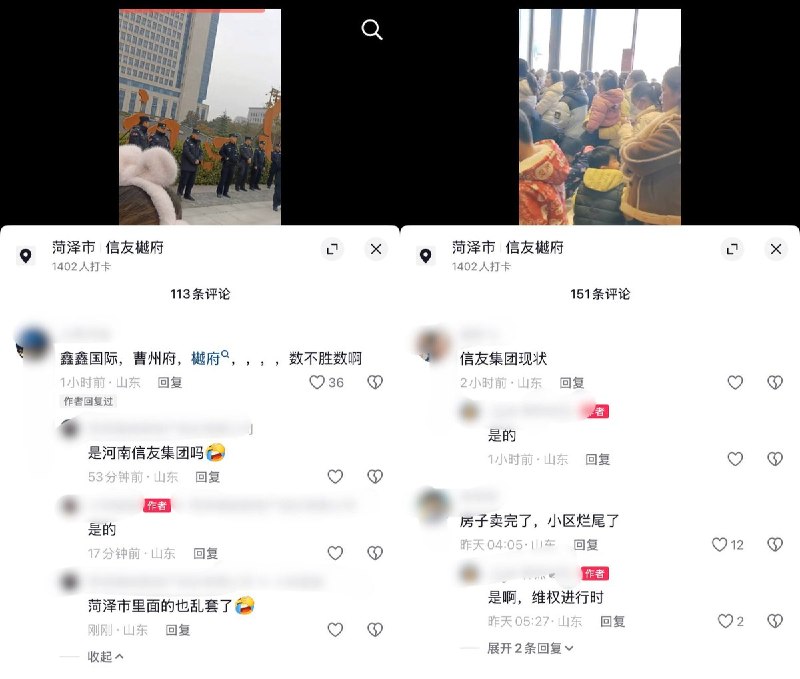 菏泽市 信友樾府
1402人打卡
113条评论
鑫鑫国际，曹州府，樾府，，，，数不胜数啊
1小时前·山东 回复
36
作者回复过
是河南信友集团吗🤣
53分钟前·山东 回复
作者
是的
17分钟前·山东 回复
菏泽市里面的也乱套了🤣
刚刚·山东 回复
收起
菏泽市 信友樾府
1402人打卡
151条评论
信友集团现状
2小时前·山东 回复
者
是的
1小时前·山东 回复
房子卖完了，小区烂尾了
昨天04:05·山东 回复
12
作者
是啊，维权进行时
昨天05:27·山东 回复
2
展开2条回复